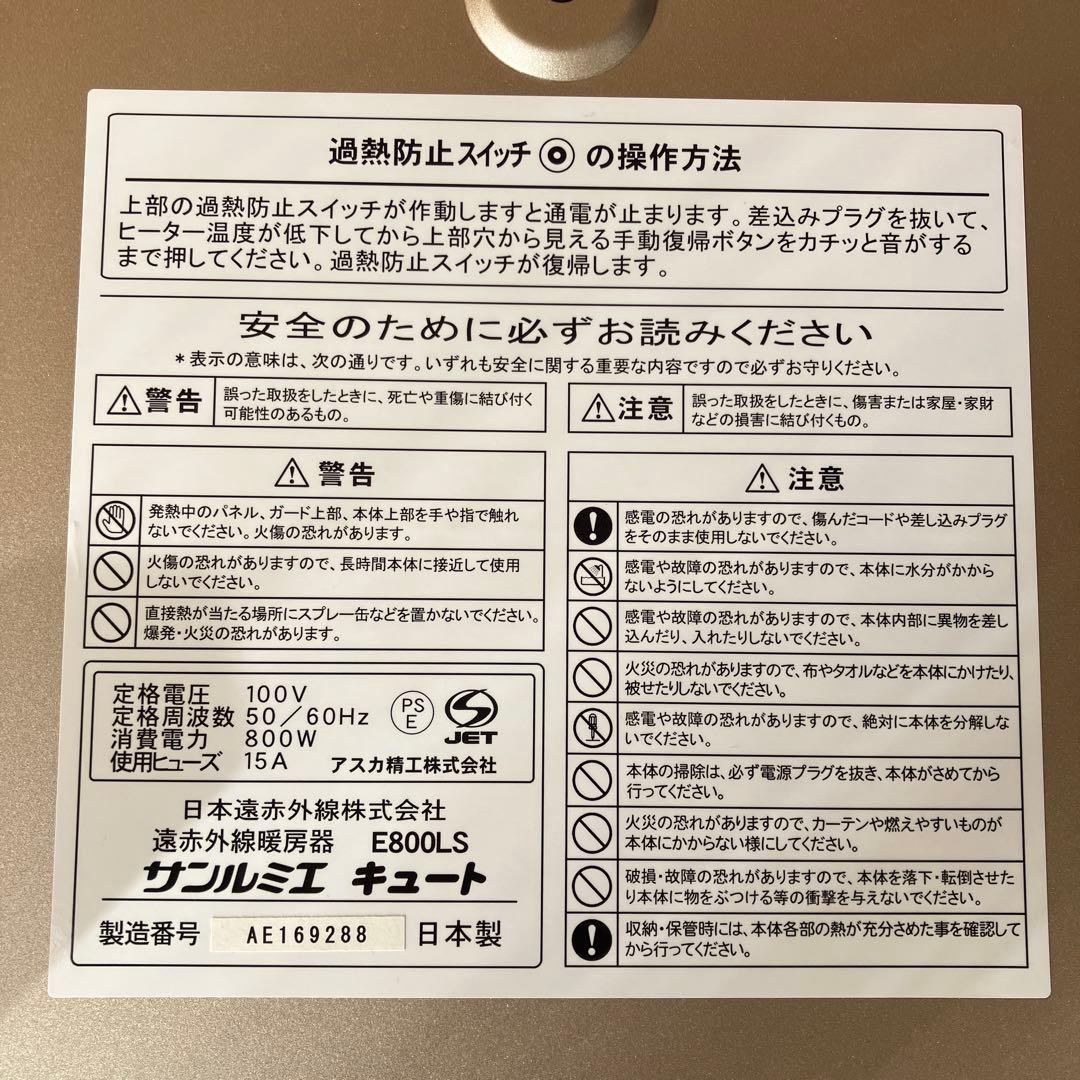 過熱防止スイッチ◎の操作方法
上部の過熱防止スイッチが作動しますと通電が止まります。差込みプラグを抜いて、
ヒーター温度が低下してから上部穴から見える手動復帰ボタンをカチッと音がする
まで押してください。過熱防止スイッチが復帰します。
安全のために必ずお読みください
*表示の意味は、次の通りです。いずれも安全に関する重要な内容ですので必ずお守りください。
警告
誤った取扱をしたときに、死亡や重傷に結び付く
可能性のあるもの。
注意
誤った取扱をしたときに、傷害または家屋・家財
などの損害に結び付くもの。
警告
発熱中のパネル、ガード上部、本体上部を手や指で触れ
ないでください。火傷の恐れがあります。
火傷の恐れがありますので、長時間本体に接近して使用
しないでください。
直接熱が当たる場所にスプレー缶などを置かないでください。
爆発・火災の恐れがあります。
定格電圧 100V
定格周波数 50/60Hz
消費電力 800W
使用ヒューズ 15A
PS
E
JET
アスカ精工株式会社
日本遠赤外線株式会社
遠赤外線暖房器 E800LS
サンルミエ キュート
製造番号 AE169288 日本製
注意
感電の恐れがありますので、傷んだコードや差し込みプラグ
をそのまま使用しないでください。
感電や故障の恐れがありますので、本体に水分がかから
ないようにしてください。
感電や故障の恐れがありますので、本体内部に異物を差し
込んだり、入れたりしないでください。
火災の恐れがありますので、布やタオルなどを本体にかけたり、
被せたりしないでください。
感電や故障の恐れがありますので、絶対に本体を分解しな
いでください。
本体の掃除は、必ず電源プラグを抜き、本体がさめてから
行ってください。
火災の恐れがありますので、カーテンや燃えやすいものが
本体にかからない様にしてください。
破損・故障の恐れがありますので、本体を落下・転倒させた
り本体に物をぶつける等の衝撃を与えないでください。
収納・保管時には、本体各部の熱が充分さめた事を確認して
から行ってください。